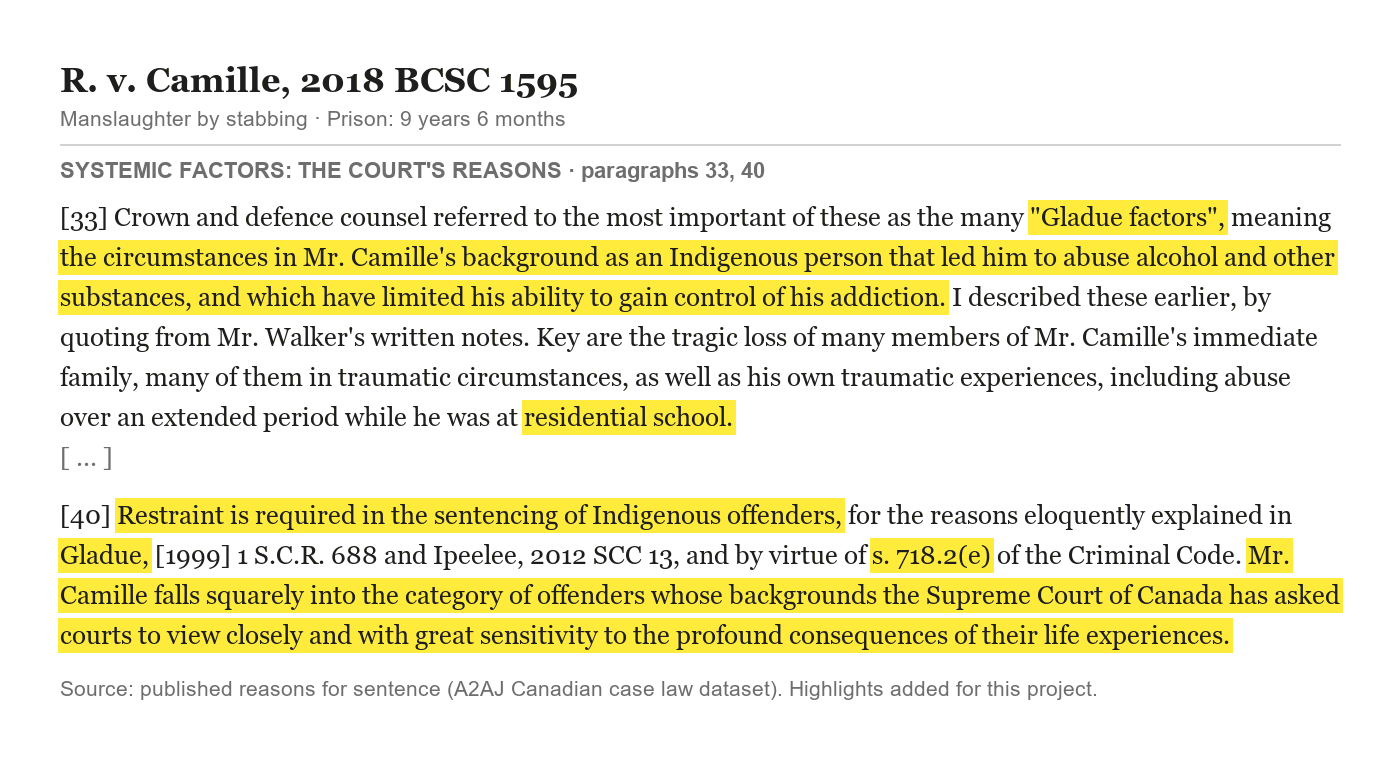 R. v. Camille, 2018 BCSC 1595
Manslaughter by stabbing · Prison: 9 years 6 months
SYSTEMIC FACTORS: THE COURT'S REASONS · paragraphs 33, 40
[33] Crown and defence counsel referred to the most important of these as the many "Gladue factors", meaning
the circumstances in Mr. Camille's background as an Indigenous person that led him to abuse alcohol and other
substances, and which have limited his ability to gain control of his addiction. I described these earlier, by
quoting from Mr. Walker's written notes. Key are the tragic loss of many members of Mr. Camille's immediate
family, many of them in traumatic circumstances, as well as his own traumatic experiences, including abuse
over an extended period while he was at residential school.
[ ... ]
[40] Restraint is required in the sentencing of Indigenous offenders, for the reasons eloquently explained in
Gladue, [1999] 1 S.C.R. 688 and Ipeelee, 2012 SCC 13, and by virtue of s. 718.2(e) of the Criminal Code. Mr.
Camille falls squarely into the category of offenders whose backgrounds the Supreme Court of Canada has asked
courts to view closely and with great sensitivity to the profound consequences of their life experiences.
Source: published reasons for sentence (A2AJ Canadian case law dataset). Highlights added for this project.